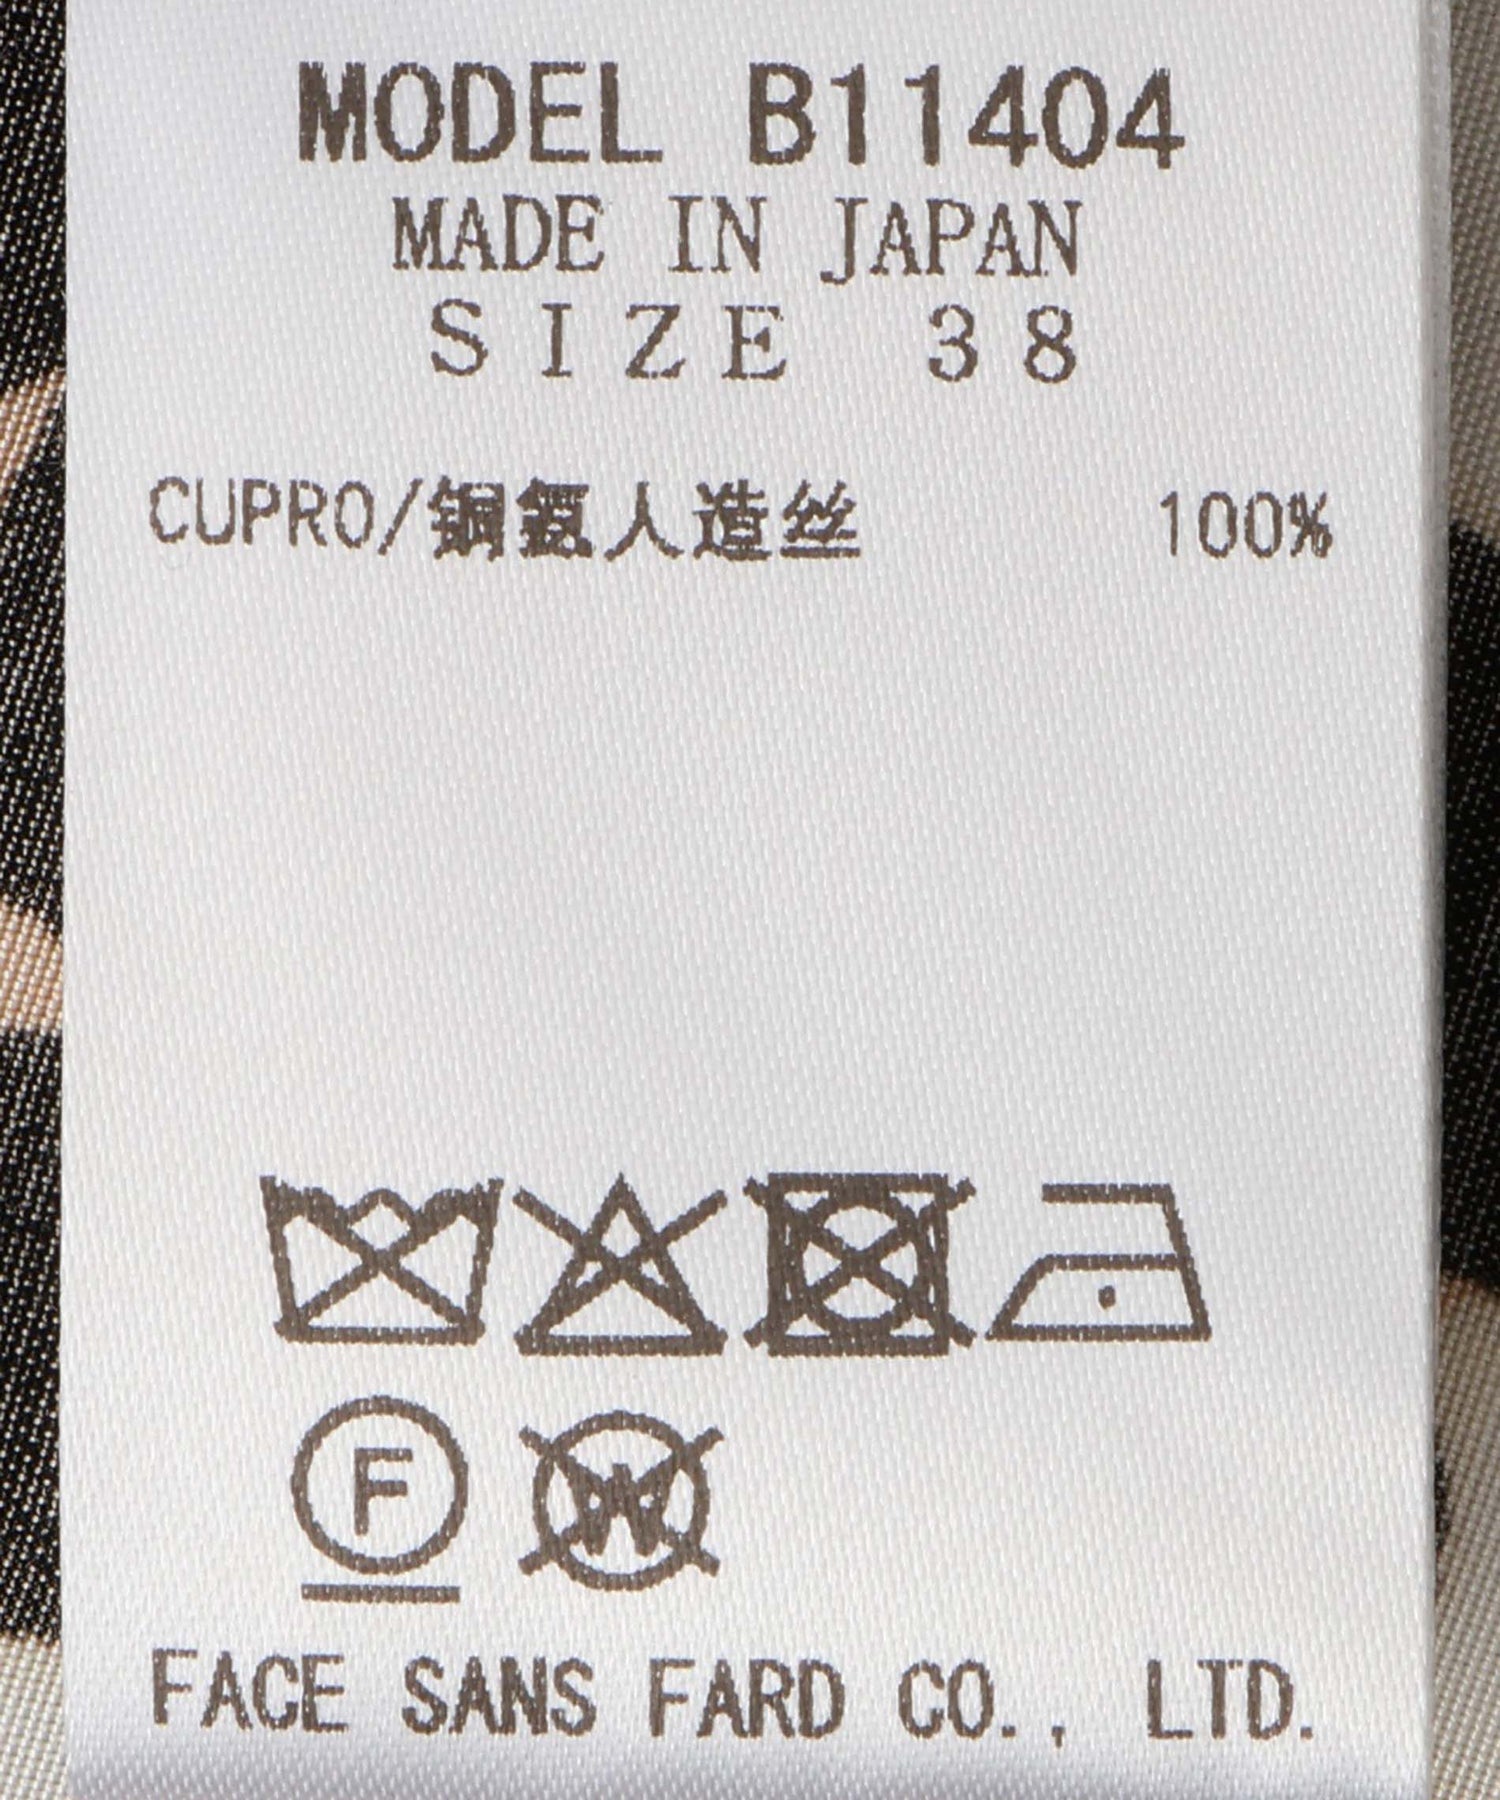 MODEL B11404
MADE IN JAPAN
SIZE 38
CUPRO/铜氨人造丝 100%
F
W
FACE SANS FARD CO., LTD.